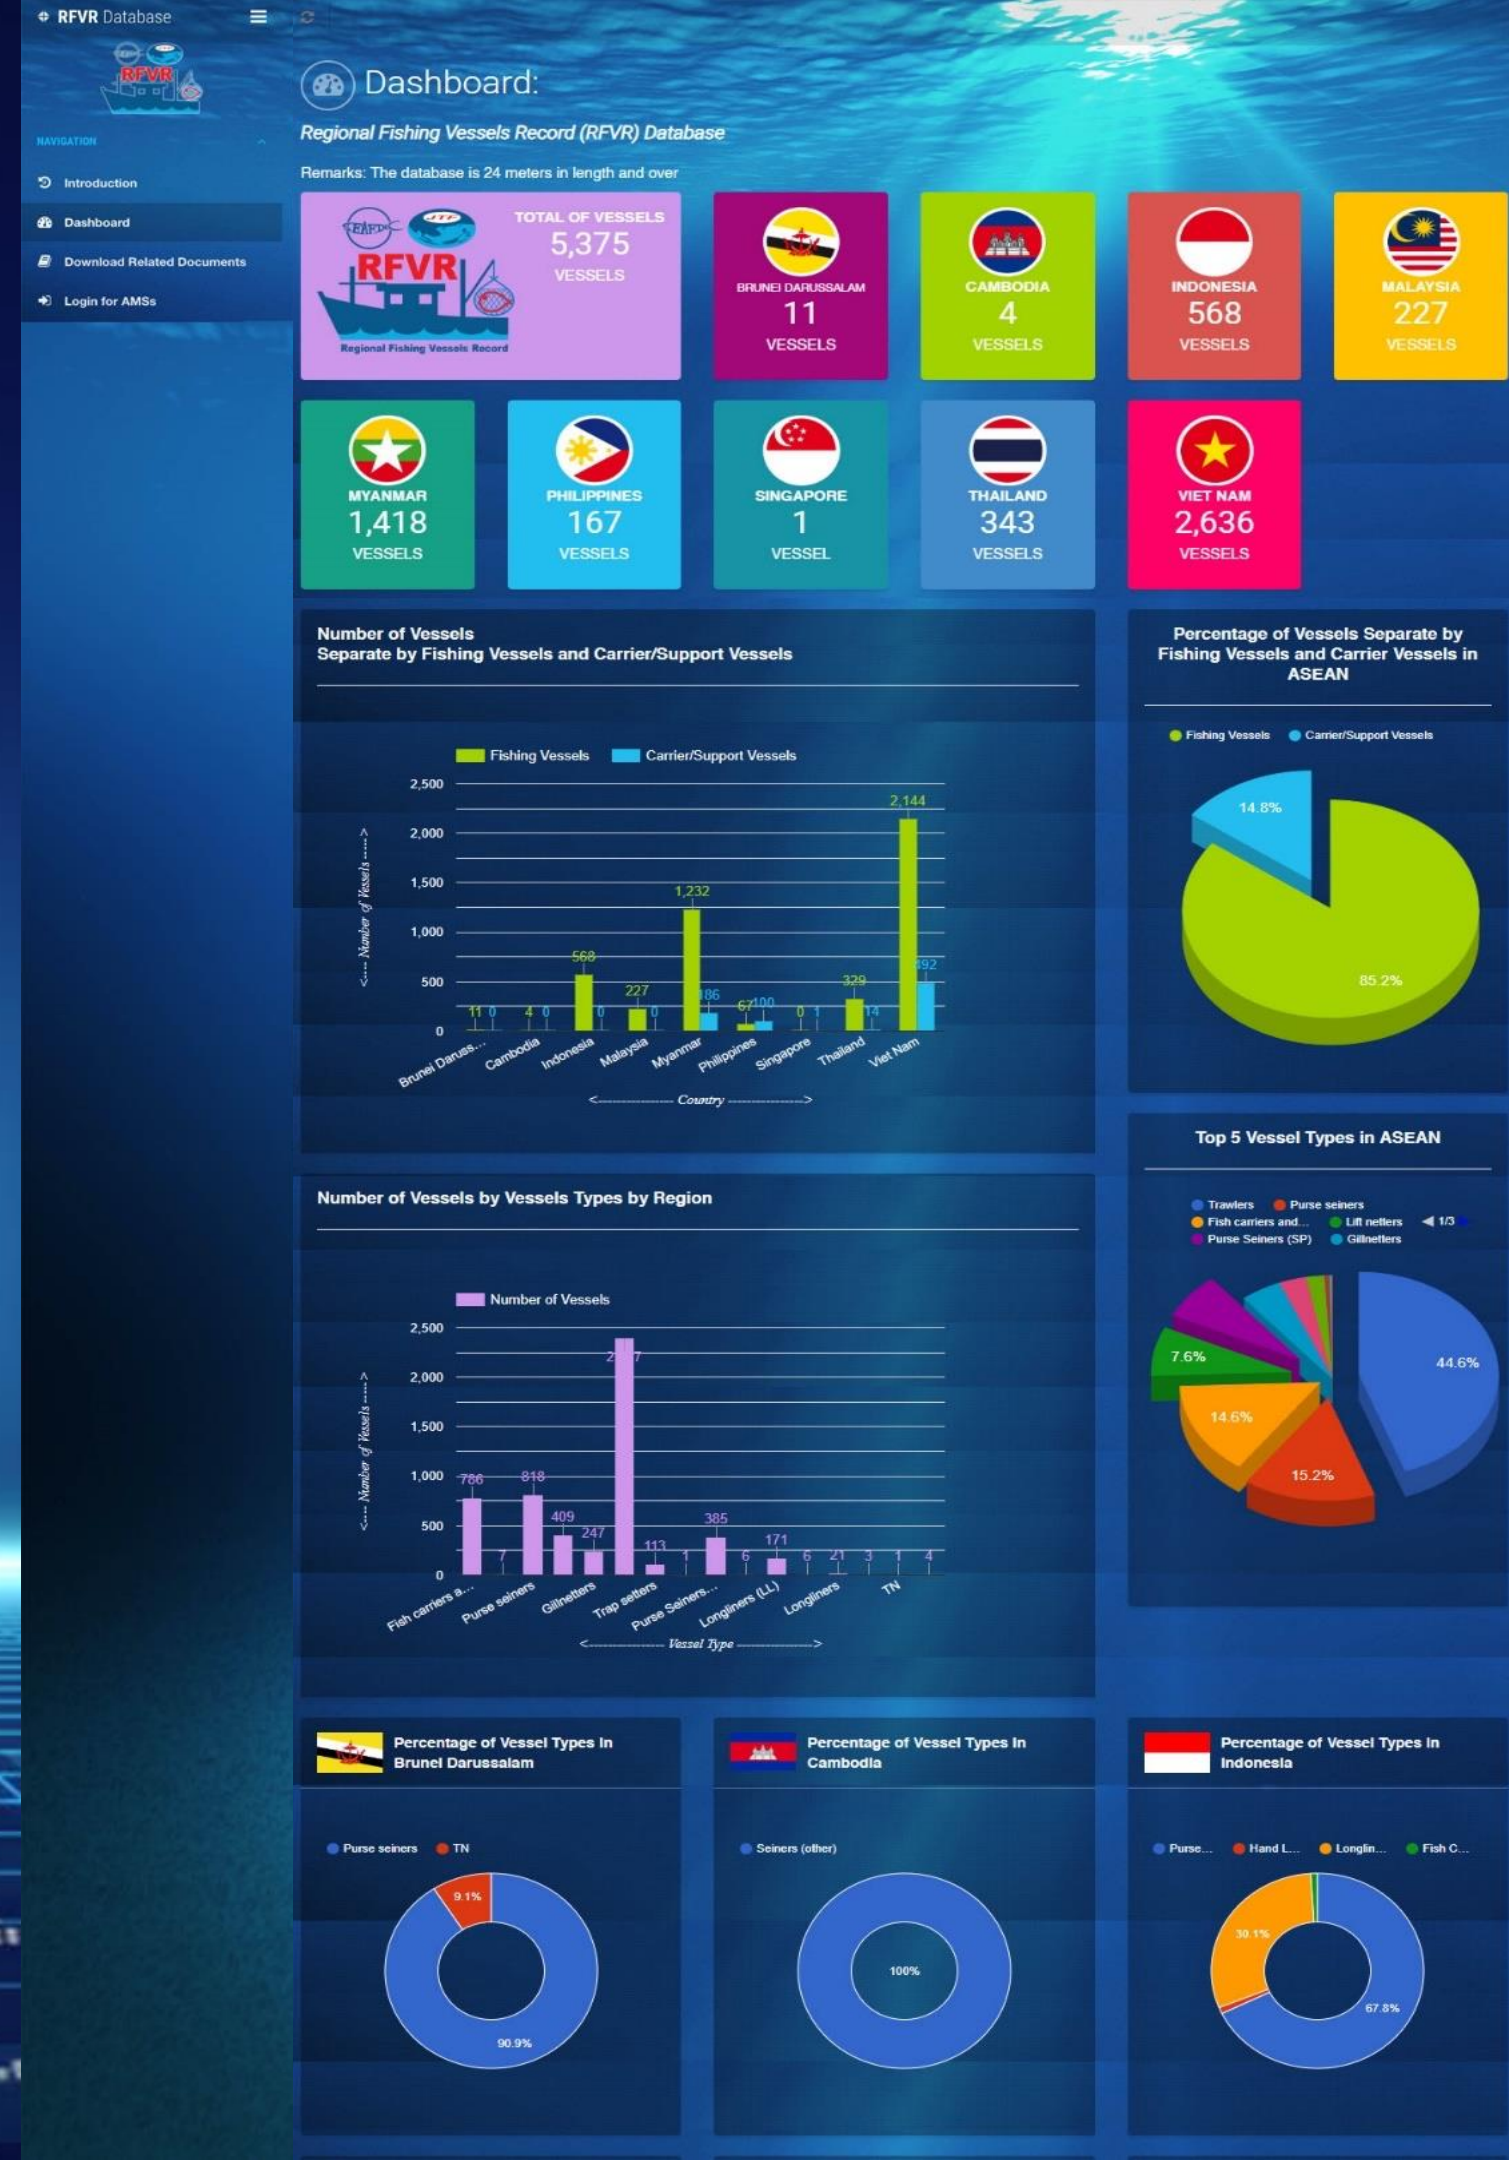 RFVR Database
RFVR
NAVIGATION
Introduction
Dashboard
Download Related Documents
Login for AMSs
Dashboard:
Regional Fishing Vessels Record (RFVR) Database
Remarks: The database is 24 meters in length and over
SEAFDEC
JTF
RFVR
Regional Fishing Vessels Record
TOTAL OF VESSELS
5,375
VESSELS
BRUNEI DARUSSALAM
11
VESSELS
CAMBODIA
4
VESSELS
INDONESIA
568
VESSELS
MALAYSIA
227
VESSELS
MYANMAR
1,418
VESSELS
PHILIPPINES
167
VESSELS
SINGAPORE
1
VESSEL
THAILAND
343
VESSELS
VIET NAM
2,636
VESSELS
Number of Vessels
Separate by Fishing Vessels and Carrier/Support Vessels
Fishing Vessels Carrier/Support Vessels
<---- Number of Vessels ---->
2,500
2,000
1,500
1,000
500
0
11 0 4 0 568 0 227 0 1,232 186 67 100 0 1 329 14 2,144 492
Brunei Daruss... Cambodia Indonesia Malaysia Myanmar Philippines Singapore Thailand Viet Nam
<---------------- Country ---------------->
Percentage of Vessels Separate by
Fishing Vessels and Carrier Vessels in
ASEAN
Fishing Vessels Carrier/Support Vessels
14.8%
85.2%
Top 5 Vessel Types in ASEAN
Trawlers Purse seiners
Fish carriers and... Lift netters 1/3
Purse Seiners (SP) Gillnetters
44.6%
7.6%
14.6%
15.2%
Number of Vessels by Vessels Types by Region
Number of Vessels
<---- Number of Vessels ---->
2,500
2,000
1,500
1,000
500
0
786 7 818 409 247 113 1 385 6 171 6 21 3 1 4
Fish carriers a... Purse seiners Gillnetters Trap setters Purse Seiners... Longliners (LL) Longliners TN
<---------------- Vessel Type ---------------->
Percentage of Vessel Types In
Brunei Darussalam
Purse seiners TN
9.1%
90.9%
Percentage of Vessel Types In
Cambodia
Seiners (other)
100%
Percentage of Vessel Types In
Indonesia
Purse... Hand L... Longlin... Fish C...
30.1%
67.8%